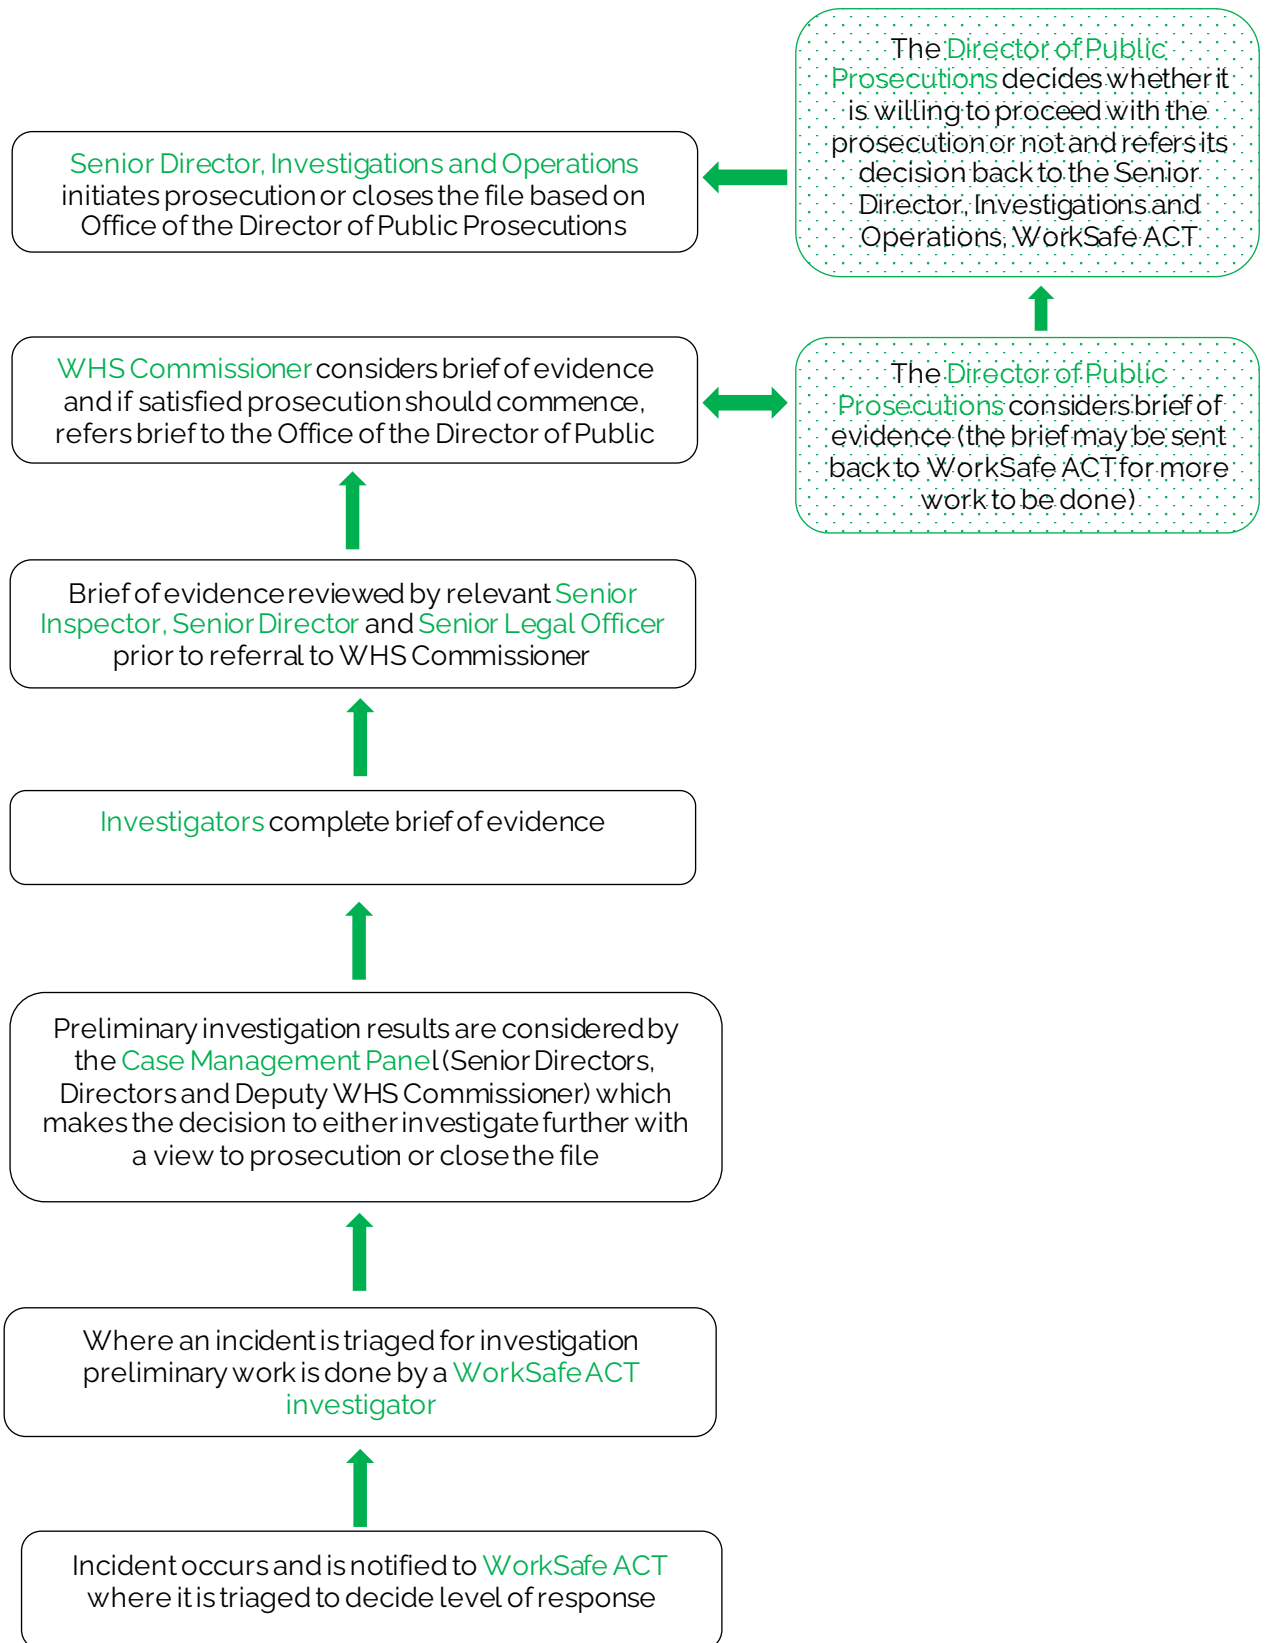 The Director of Public
Prosecutions decides whether it
is willing to proceed with the
prosecution or not and refers its
decision back to the Senior
Director, Investigations and
Operations, WorkSafe ACT
Senior Director, Investigations and Operations
initiates prosecution or closes the file based on
Office of the Director of Public Prosecutions
WHS Commissioner considers brief of evidence
and if satisfied prosecution should commence,
refers brief to the Office of the Director of Public
The Director of Public
Prosecutions considers brief of
evidence (the brief may be sent
back to WorkSafe ACT for more
work to be done)
Brief of evidence reviewed by relevant Senior
Inspector, Senior Director and Senior Legal Officer
prior to referral to WHS Commissioner
Investigators complete brief of evidence
Preliminary investigation results are considered by
the Case Management Panel (Senior Directors,
Directors and Deputy WHS Commissioner) which
makes the decision to either investigate further with
a view to prosecution or close the file
Where an incident is triaged for investigation
preliminary work is done by a WorkSafe ACT
investigator
Incident occurs and is notified to WorkSafe ACT
where it is triaged to decide level of response